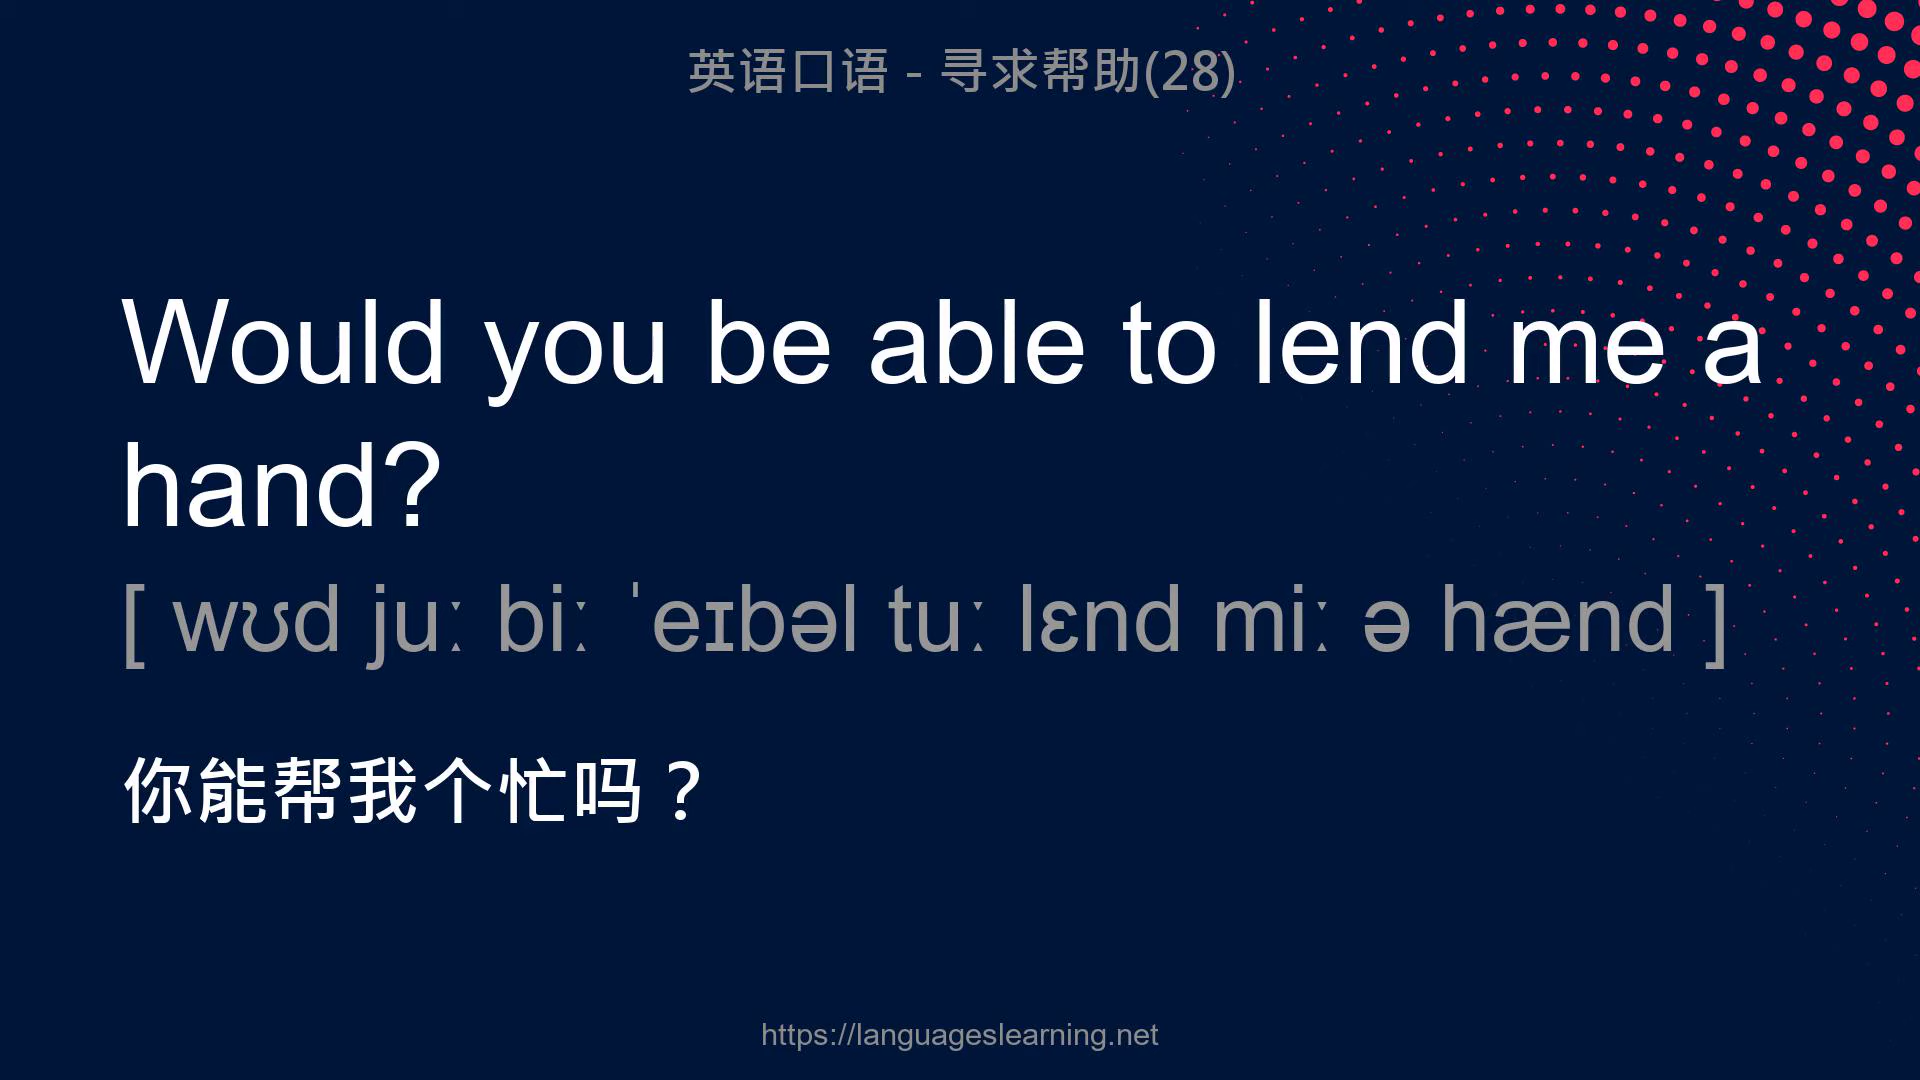 英语口语 - 寻求帮助(28)
Would you be able to lend me a
hand?
[ wʊd juː biː ˈeɪbəl tuː lɛnd miː ə hænd ]
你能帮我个忙吗？
https://languageslearning.net